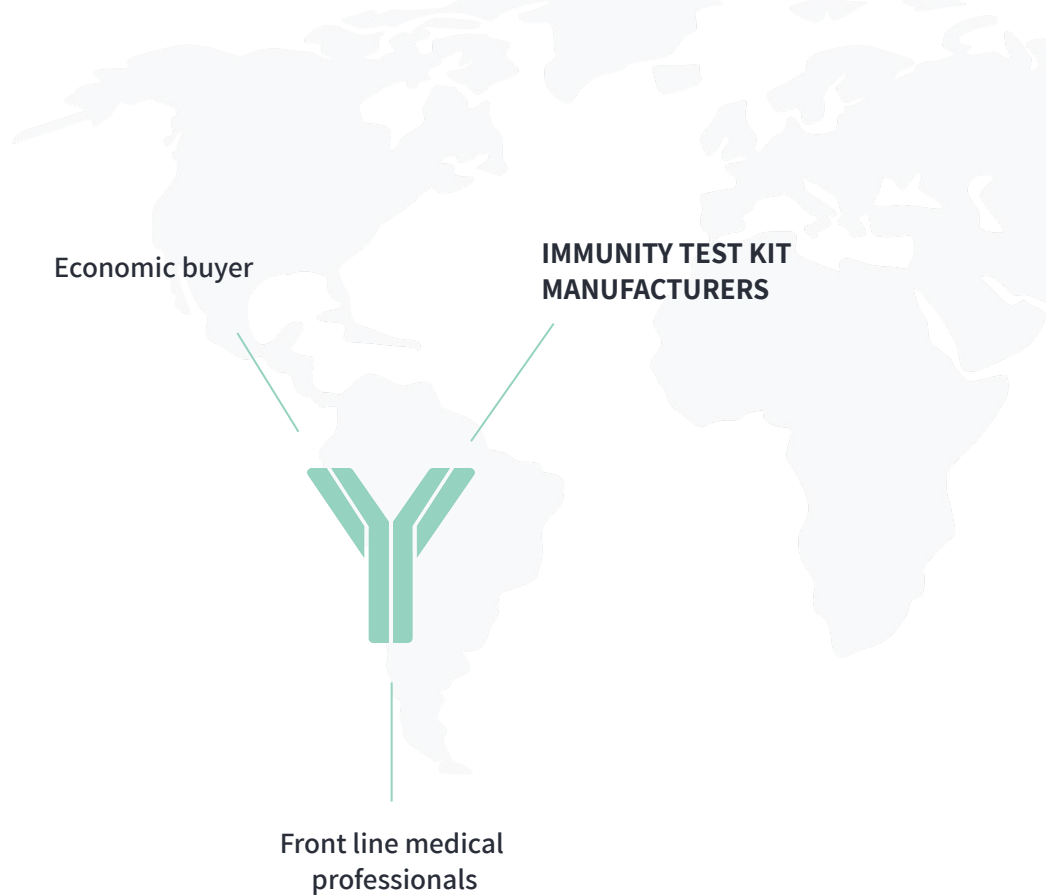 Economic buyer
IMMUNITY TEST KIT
MANUFACTURERS
Front line medical
professionals